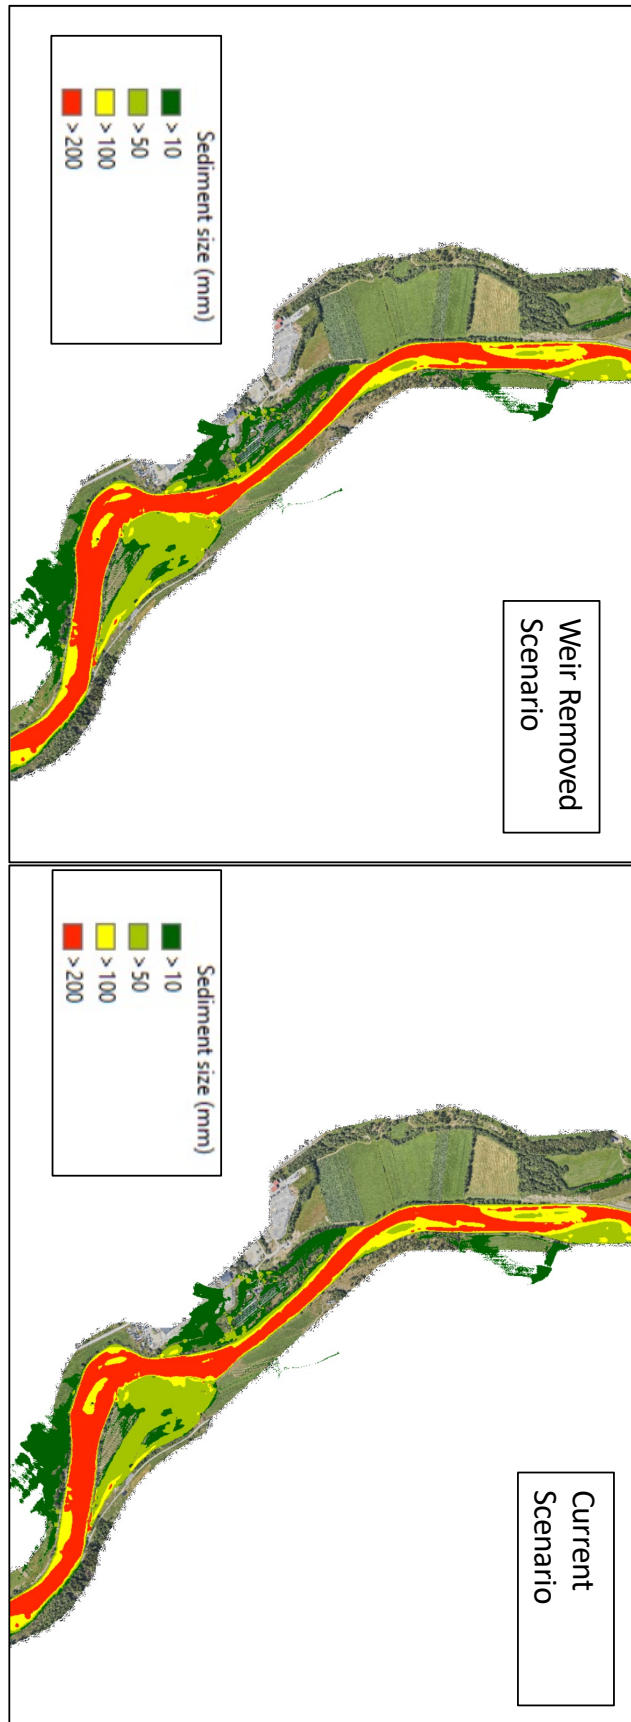 Sediment size (mm)
> 10
> 50
> 100
> 200
Weir Removed
Scenario
Sediment size (mm)
> 10
> 50
> 100
> 200
Current
Scenario